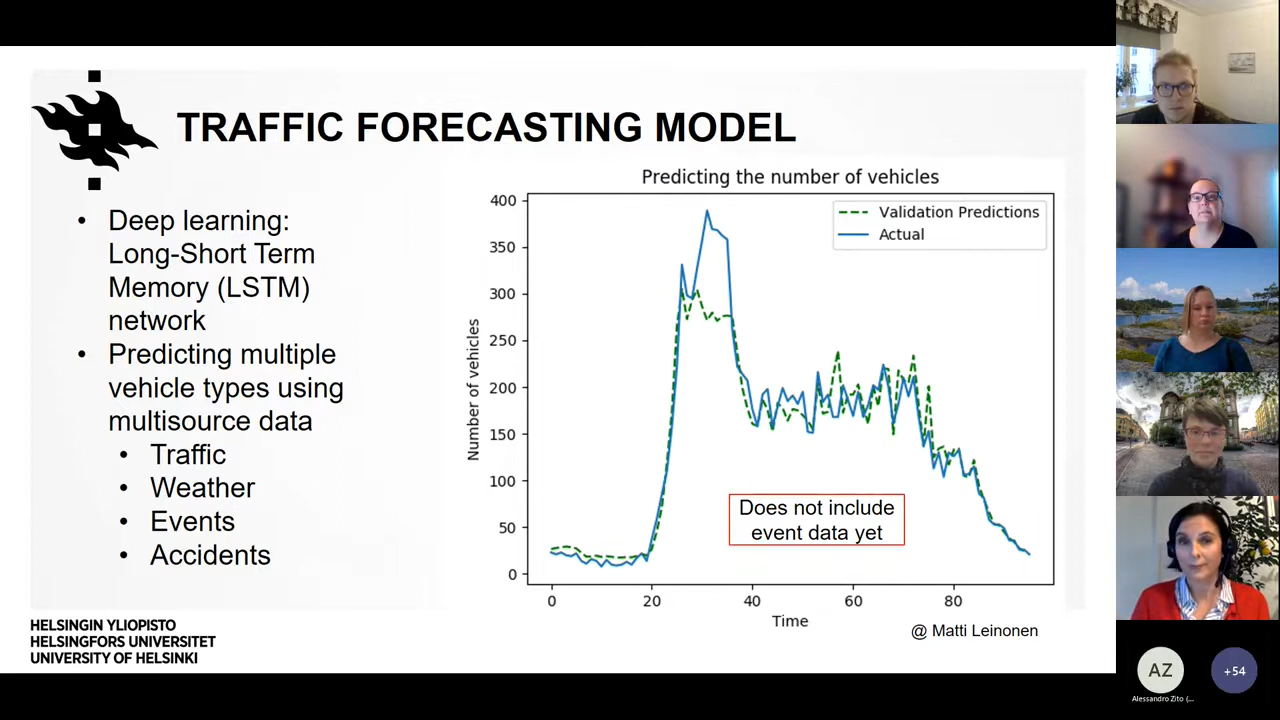 TRAFFIC FORECASTING MODEL
• Deep learning:
Long-Short Term
Memory (LSTM)
network
• Predicting multiple
vehicle types using
multisource data
• Traffic
• Weather
• Events
• Accidents
Predicting the number of vehicles
Validation Predictions
Actual
Number of vehicles
400
350
300
250
200
150
100
50
0
Does not include
event data yet
0 20 40 60 80
Time
@ Matti Leinonen
HELSINGIN YLIOPISTO
HELSINGFORS UNIVERSITET
UNIVERSITY OF HELSINKI
AZ
+54
Alessandro Zito (...